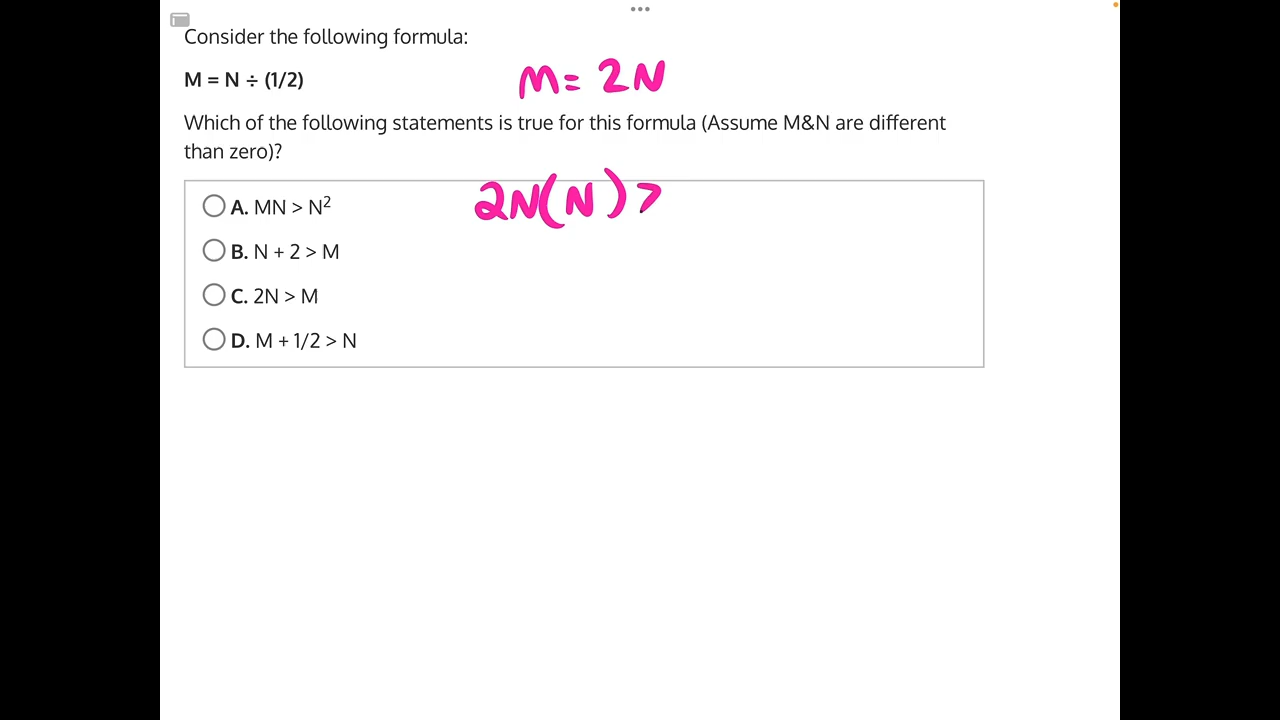 Consider the following formula:
M = N ÷ (1/2)
M = 2N
Which of the following statements is true for this formula (Assume M&N are different
than zero)?
A. MN > N²
2N(N) >
B. N + 2 > M
C. 2N > M
D. M + 1/2 > N